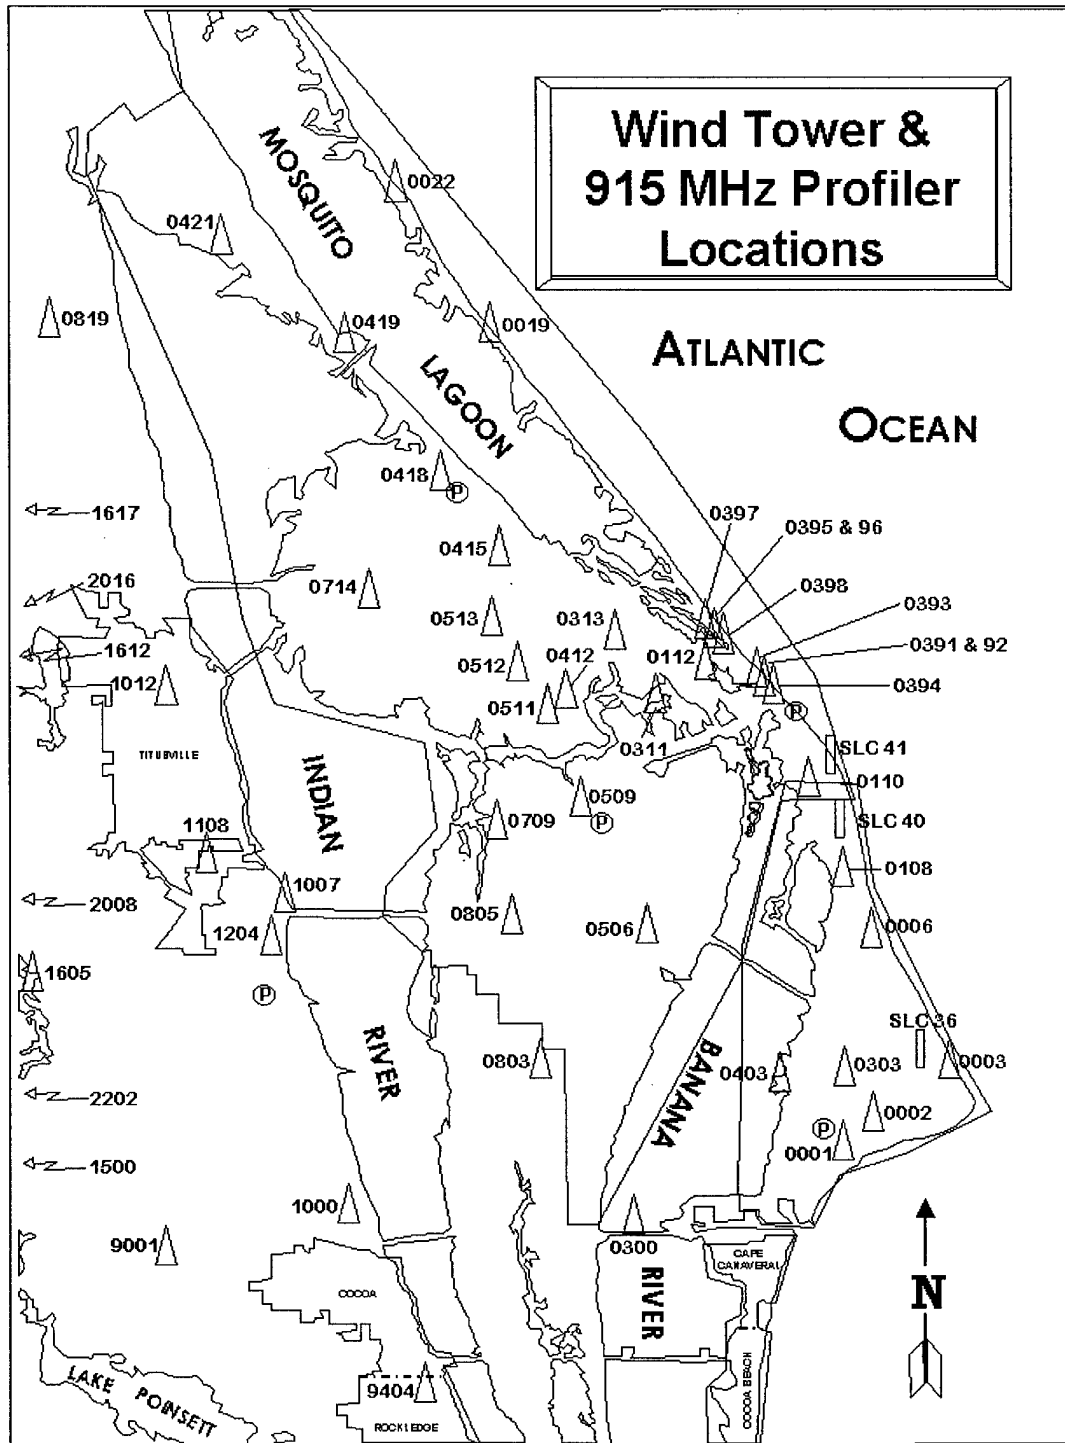 Wind Tower &
915 MHz Profiler
Locations
MOSQUITO
LAGOON
ATLANTIC
OCEAN
0022
0421
0819
0419
0019
0418
P
1617
0415
0397
0395 & 96
2016
0714
0398
0513
0313
0393
1612
0512
0412
0112
0391 & 92
1012
0394
0511
P
0311
TITUSVILLE
INDIAN
SLC 41
0110
0509
0709
P
SLC 40
1108
0108
1007
2008
0805
0506
0006
1204
1605
P
RIVER
BANANA
SLC 36
0803
0403
0303
0003
2202
0002
P
0001
1500
1000
9001
0300
RIVER
CAPE
CANAVERAL
N
COCOA
COCOA BEACH
LAKE POINSETT
9404
ROCKLEDGE